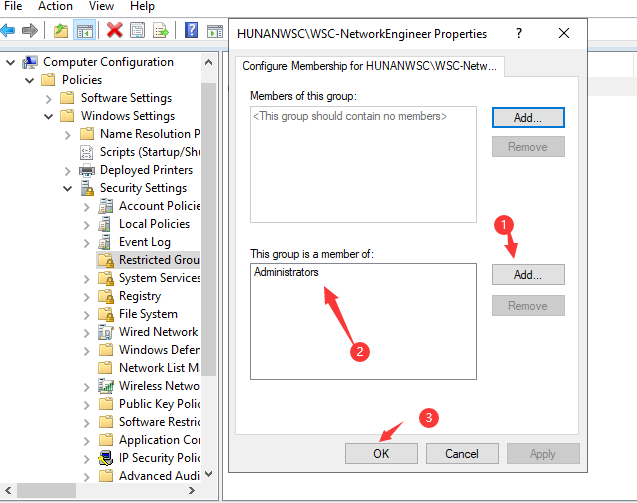 File Action View Help
Computer Configuration
Policies
Software Settings
Windows Settings
Name Resolution P
Scripts (Startup/Shu
Deployed Printers
Security Settings
Account Policie
Local Policies
Event Log
Restricted Grou
System Services
Registry
File System
Wired Network
Windows Defen
Network List Ma
Wireless Netwo
Public Key Polic
Software Restric
Application Con
IP Security Polic
Advanced Audi
HUNANWSC\WSC-NetworkEngineer Properties ?
Configure Membership for HUNANWSC\WSC-Netw...
Members of this group:
<This group should contain no members>
Add...
Remove
1
This group is a member of:
Administrators
Add...
Remove
2
3
OK Cancel Apply